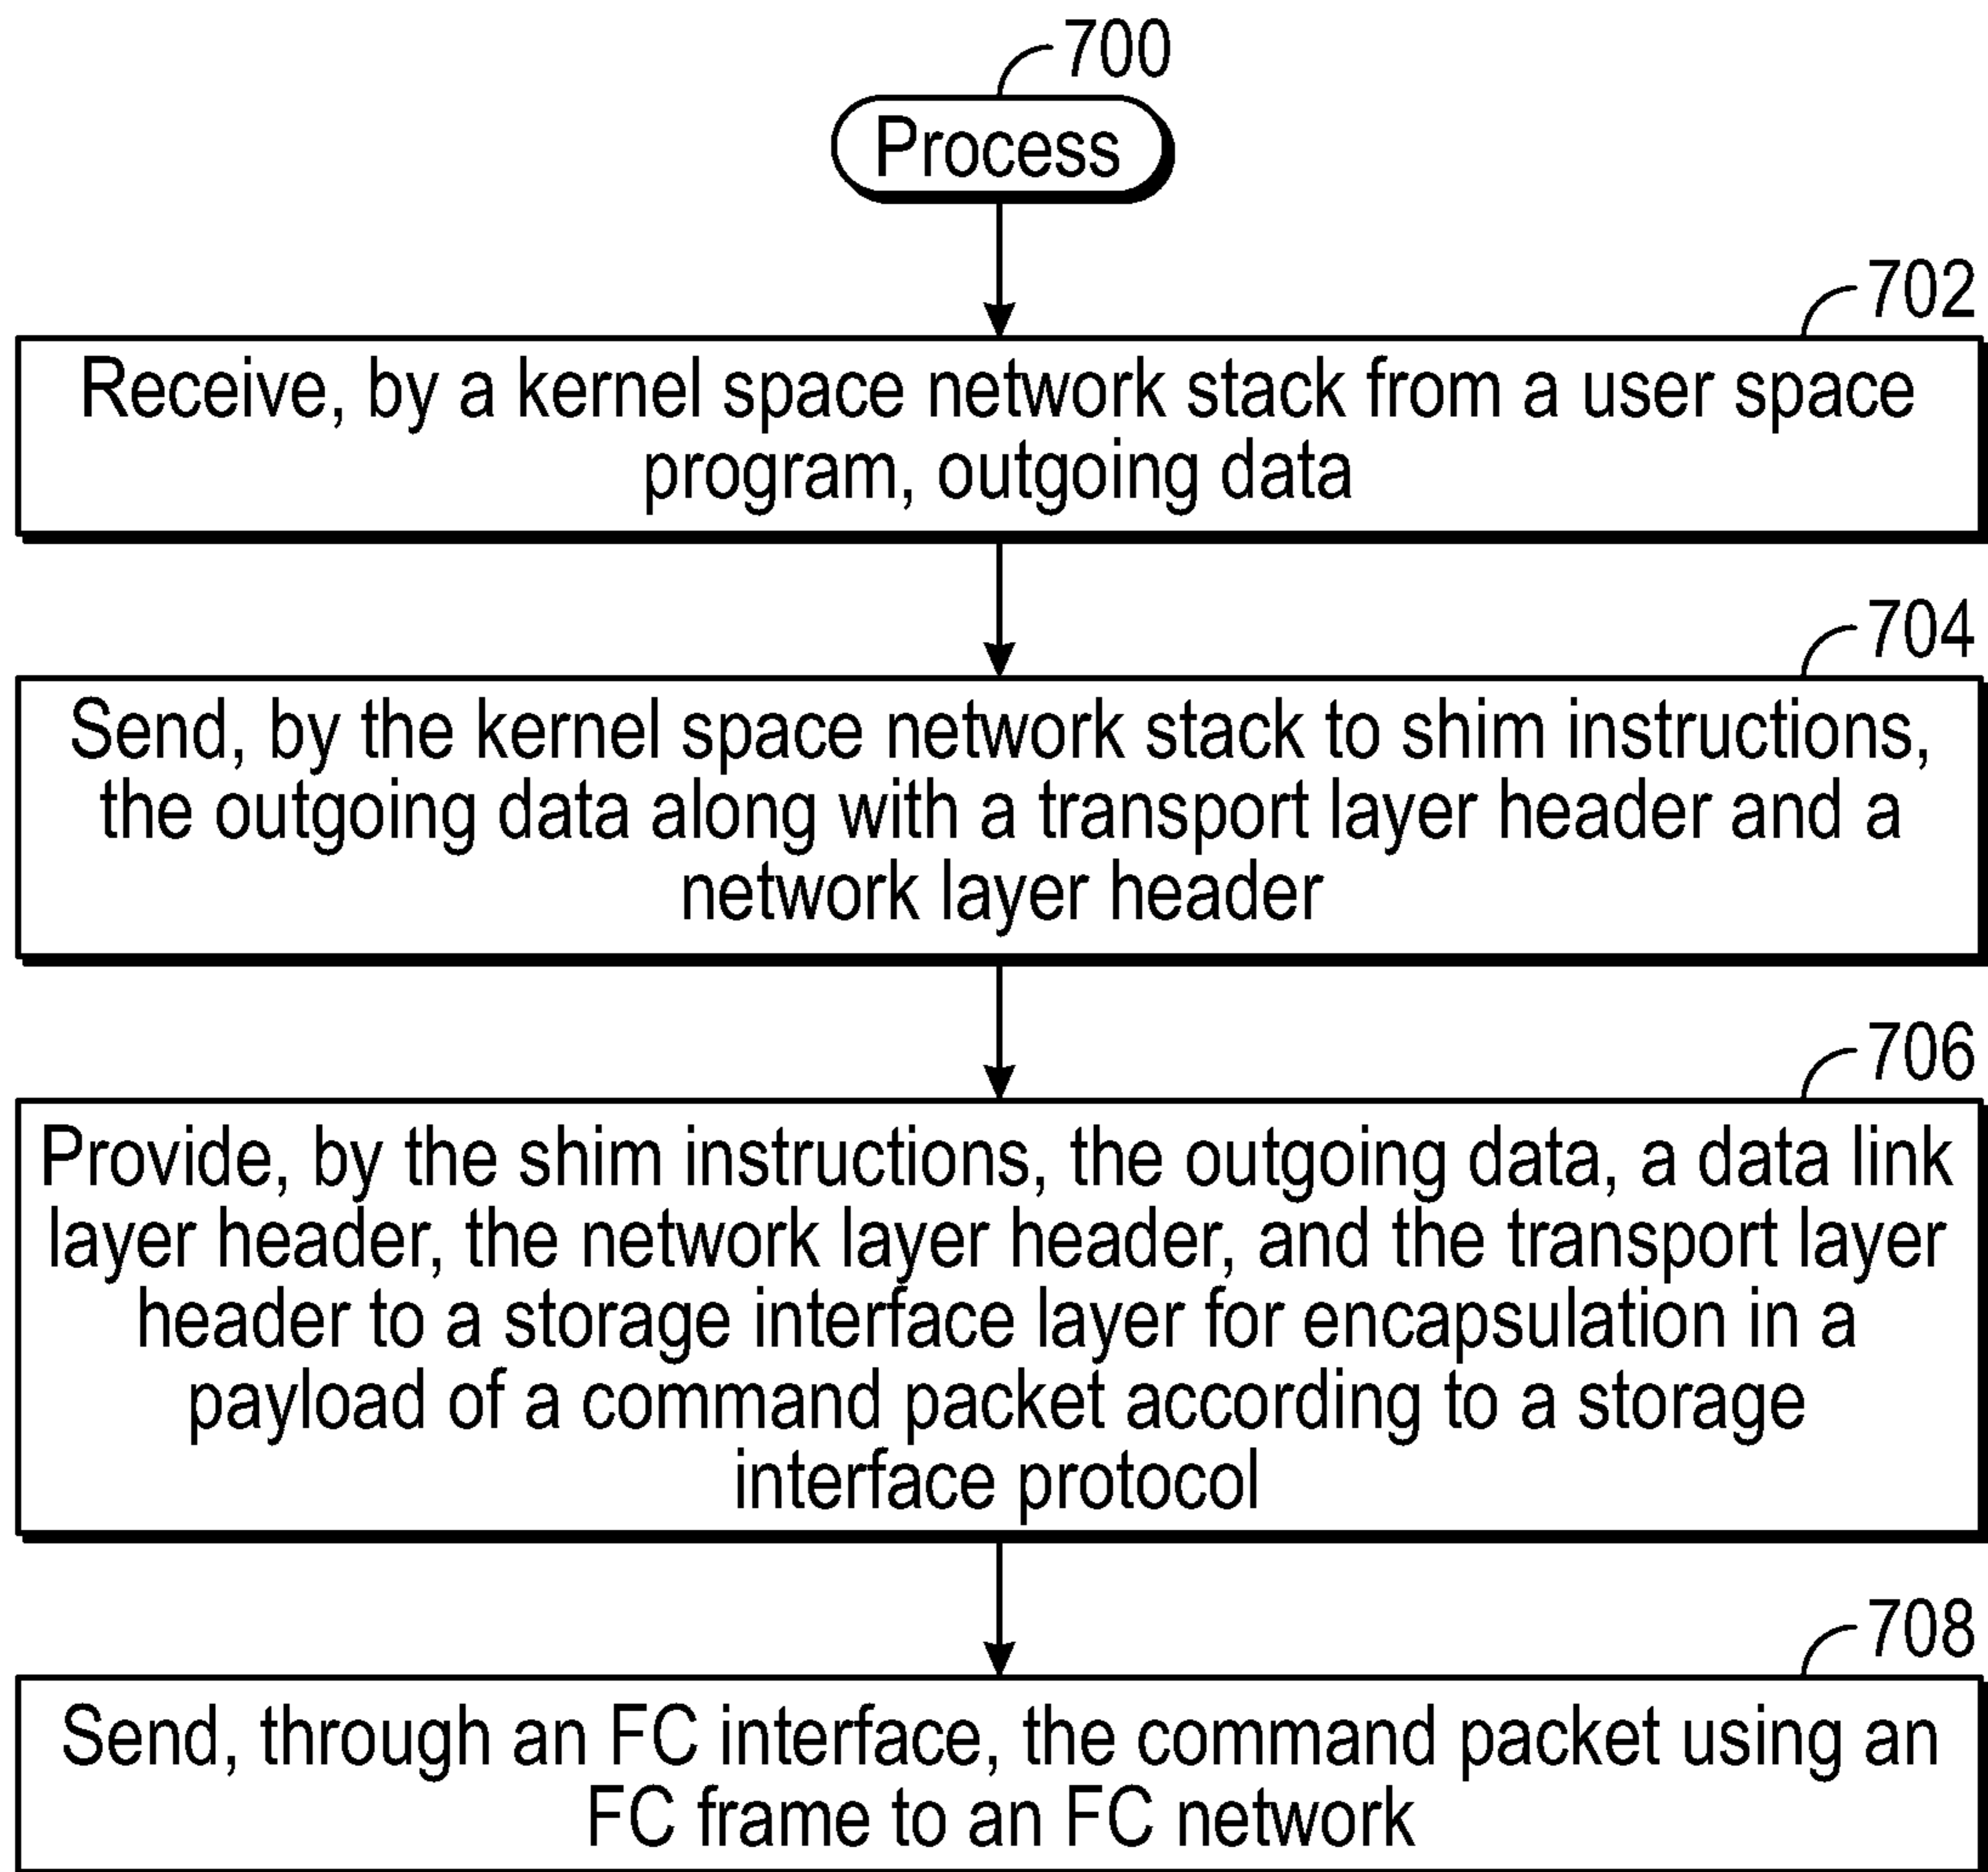 700
Process
702
Receive, by a kernel space network stack from a user space
program, outgoing data
704
Send, by the kernel space network stack to shim instructions,
the outgoing data along with a transport layer header and a
network layer header
706
Provide, by the shim instructions, the outgoing data, a data link
layer header, the network layer header, and the transport layer
header to a storage interface layer for encapsulation in a
payload of a command packet according to a storage
interface protocol
708
Send, through an FC interface, the command packet using an
FC frame to an FC network